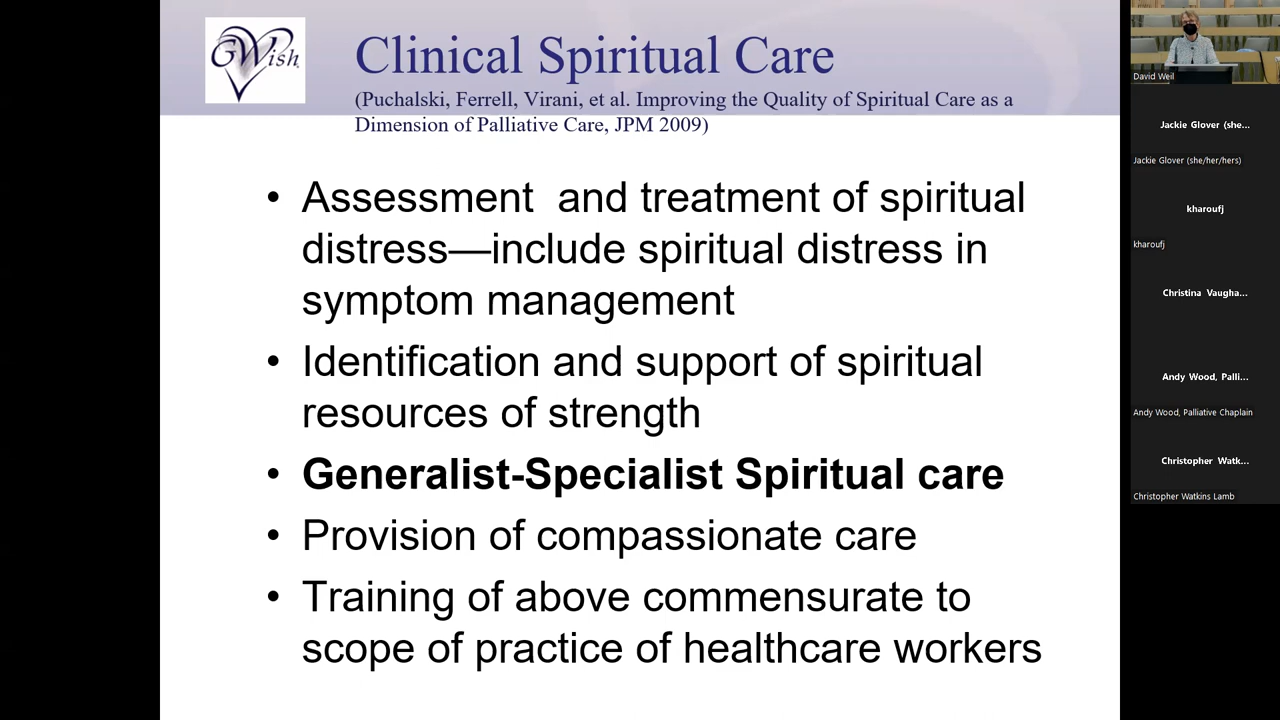 GWish
Clinical Spiritual Care
(Puchalski, Ferrell, Virani, et al. Improving the Quality of Spiritual Care as a
Dimension of Palliative Care, JPM 2009)
• Assessment  and treatment of spiritual
distress—include spiritual distress in
symptom management
• Identification and support of spiritual
resources of strength
• Generalist-Specialist Spiritual care
• Provision of compassionate care
• Training of above commensurate to
scope of practice of healthcare workers
David Weil
Jackie Glover (she...
Jackie Glover (she/her/hers)
kharoufj
kharoufj
Christina Vaugha...
Andy Wood, Palli...
Andy Wood, Palliative Chaplain
Christopher Watk...
Christopher Watkins Lamb